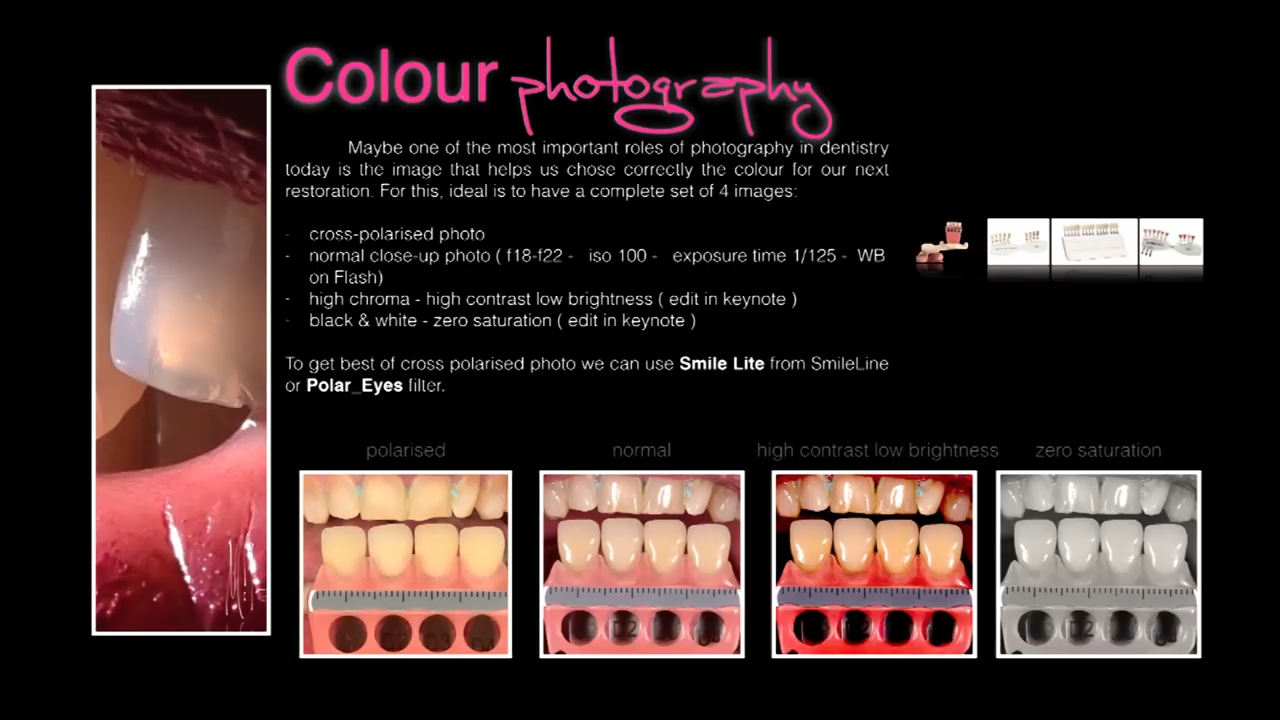 Colour photography
Maybe one of the most important roles of photography in dentistry
today is the image that helps us chose correctly the colour for our next
restoration. For this, ideal is to have a complete set of 4 images:
- cross-polarised photo
- normal close-up photo ( f18-f22 - iso 100 - exposure time 1/125 - WB
on Flash)
- high chroma - high contrast low brightness ( edit in keynote )
- black & white - zero saturation ( edit in keynote )
To get best of cross polarised photo we can use Smile Lite from SmileLine
or Polar_Eyes filter.
polarised normal high contrast low brightness zero saturation
D2 D3 D2 D2